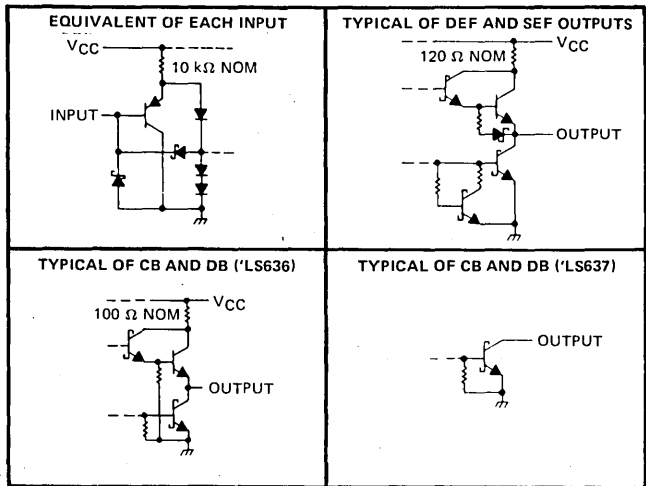 EQUIVALENT OF EACH INPUT
VCC
10 kΩ NOM
INPUT
TYPICAL OF DEF AND SEF OUTPUTS
VCC
120 Ω NOM
OUTPUT
TYPICAL OF CB AND DB ('LS636)
VCC
100 Ω NOM
OUTPUT
TYPICAL OF CB AND DB ('LS637)
OUTPUT